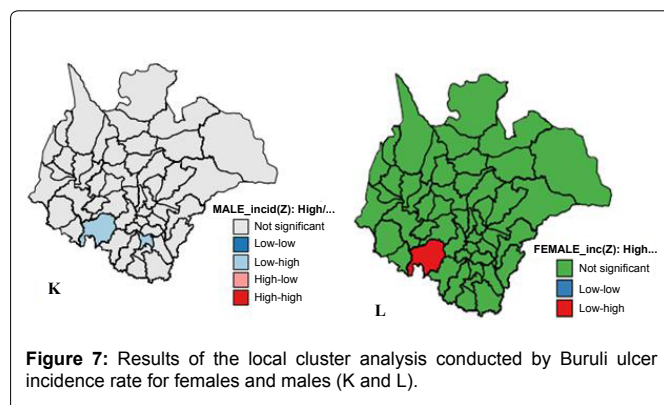 MALE_incid(Z): High/...
Not significant
Low-low
Low-high
High-low
High-high
K
FEMALE_inc(Z): High...
Not significant
Low-low
Low-high
L
Figure 7: Results of the local cluster analysis conducted by Buruli ulcer
incidence rate for females and males (K and L).